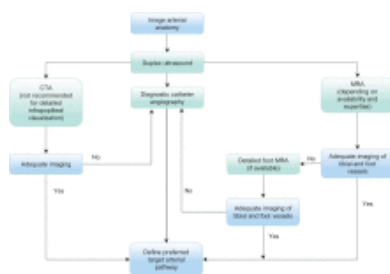 Image arterial
anatomy
Duplex ultrasound
CTA
(not recommended
for detailed
infrapopliteal
visualization)
Diagnostic catheter
angiography
MRA
(depending on
availability and
expertise)
Adequate imaging
No
Detailed foot MRA
(if available)
No
Adequate imaging of
tibial and foot
vessels
Yes
No
Adequate imaging of
tibial and foot vessels
Yes
Yes
Define preferred
target arterial
pathway